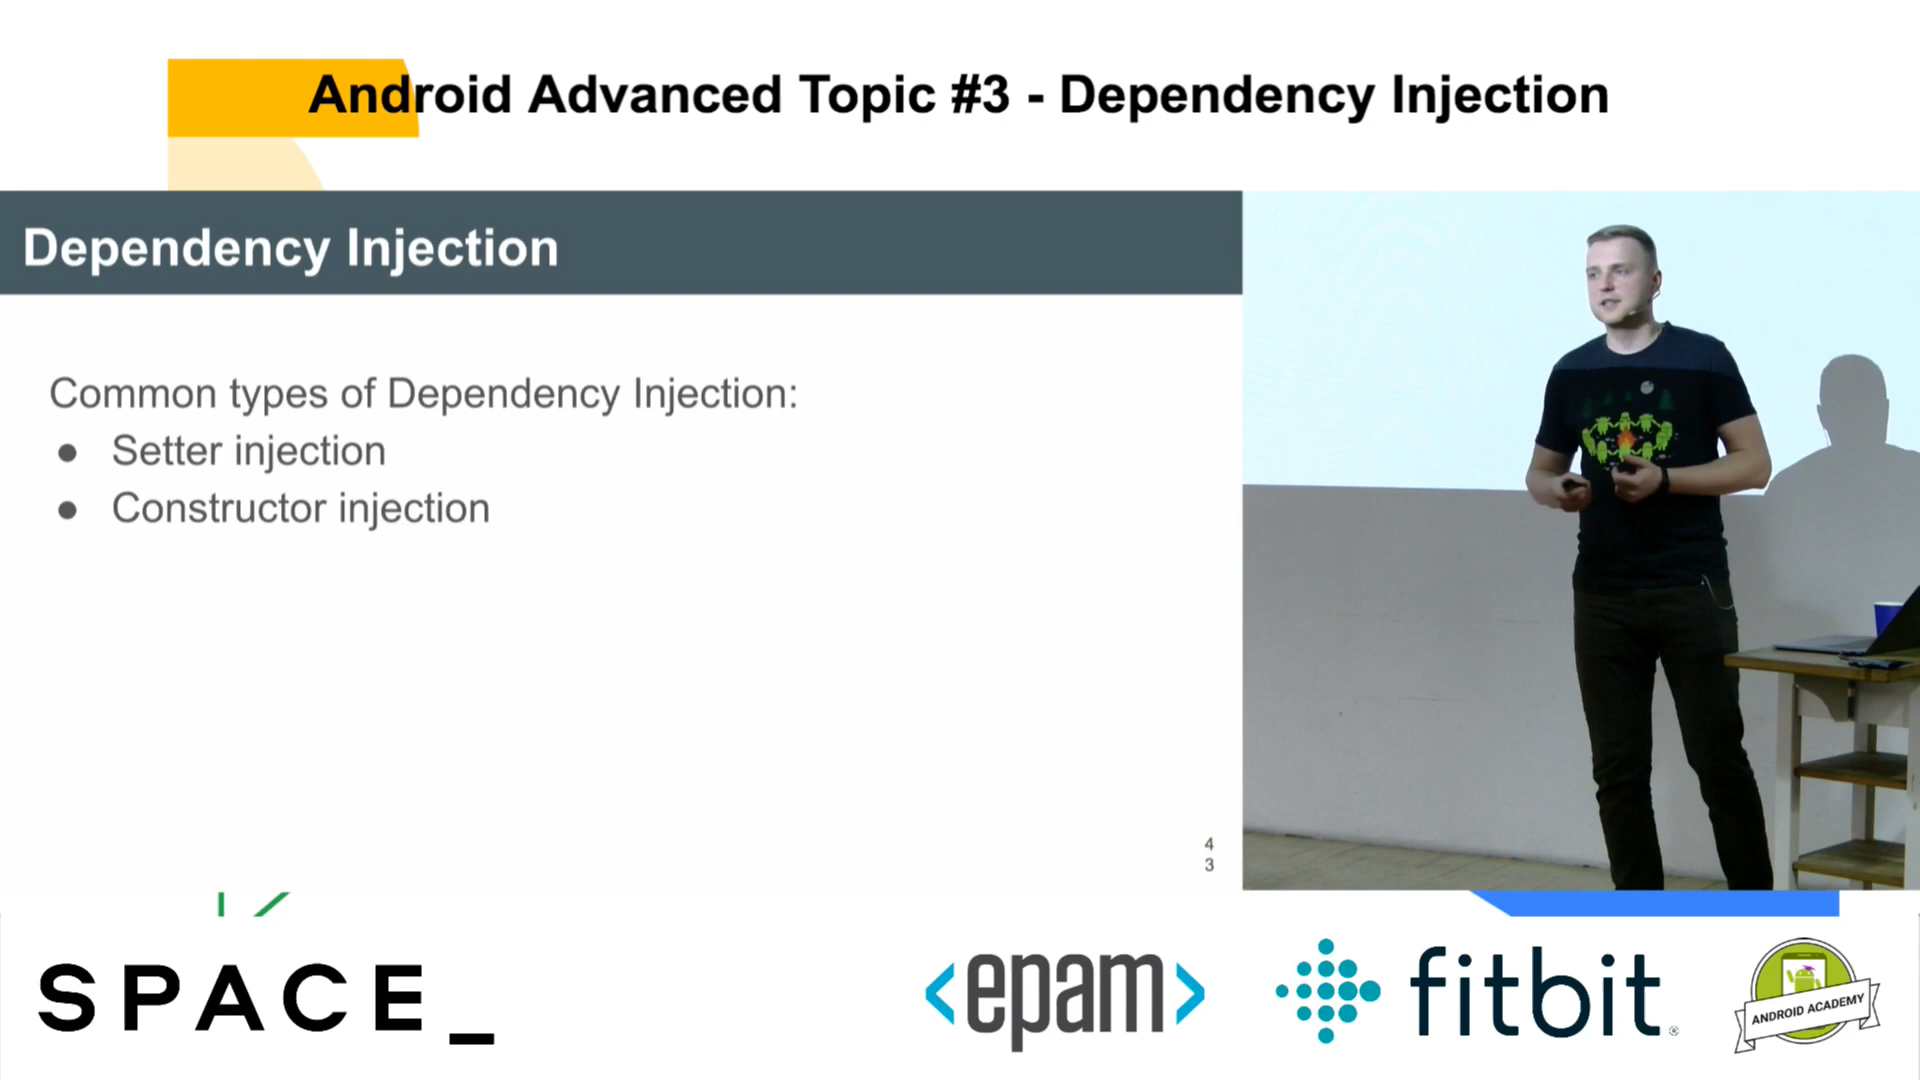 Android Advanced Topic #3 - Dependency Injection
Dependency Injection
Common types of Dependency Injection:
● Setter injection
● Constructor injection
4
3
SPACE_
<epam>
fitbit®
ANDROID ACADEMY